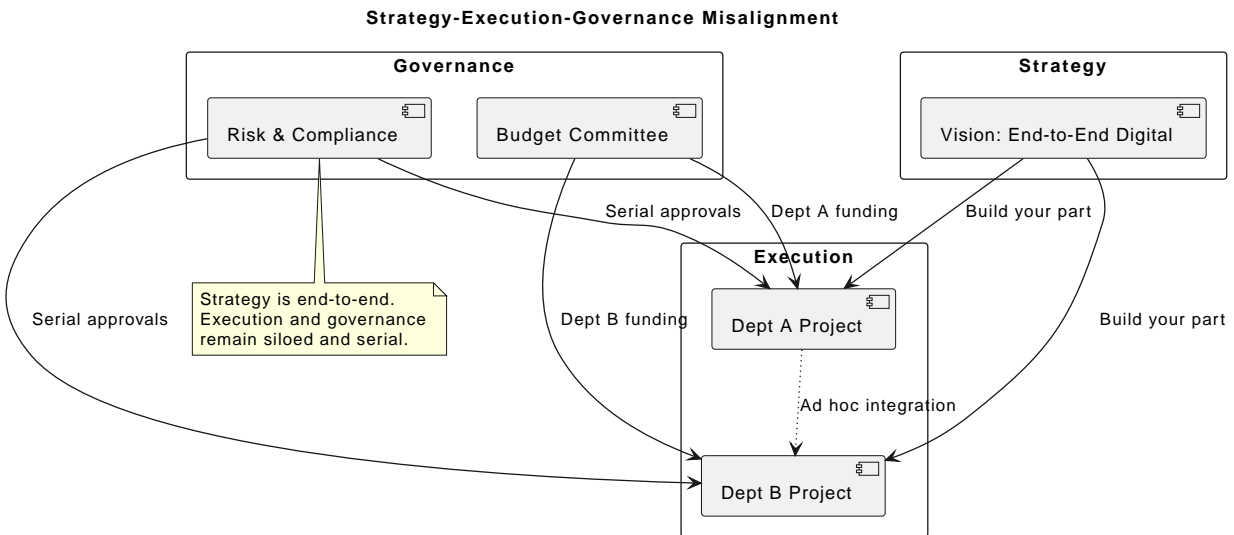 Strategy-Execution-Governance Misalignment
Governance
Strategy
Risk & Compliance
Budget Committee
Vision: End-to-End Digital
Serial approvals
Dept A funding
Build your part
Execution
Strategy is end-to-end.
Execution and governance
remain siloed and serial.
Serial approvals
Dept B funding
Dept A Project
Build your part
Ad hoc integration
Dept B Project